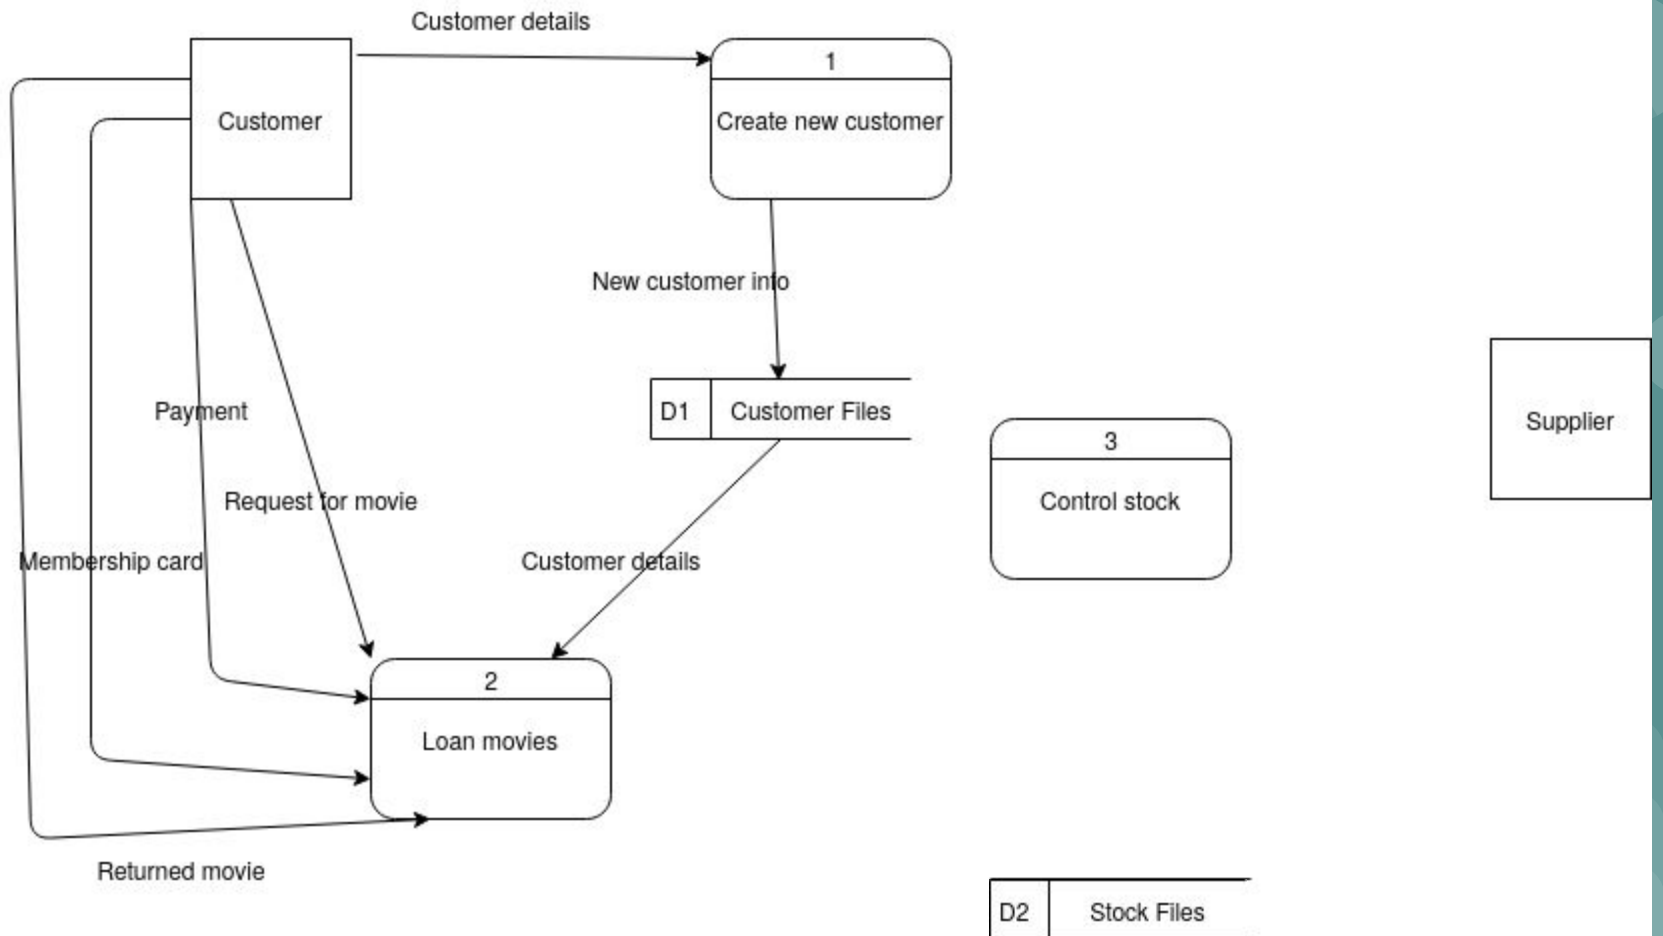 Customer details
1
Customer
Create new customer
New customer info
D1
Customer Files
Payment
Supplier
3
Request for movie
Control stock
Membership card
Customer details
2
Loan movies
Returned movie
D2
Stock Files